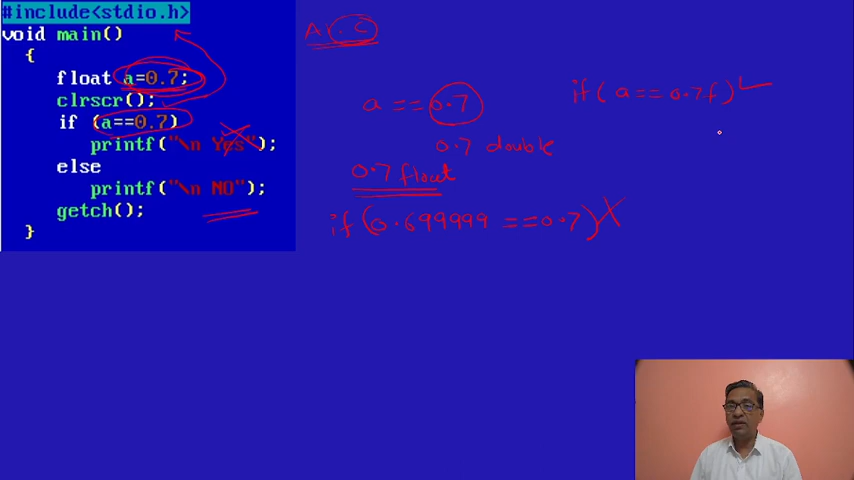 #include<stdio.h>
void main()
{
float a=0.7;
clrscr();
if (a==0.7)
printf("\n Yes");
else
printf("\n NO");
getch();
}
A1.C
a == 0.7
0.7 double
0.7 float
if(0.699999 ==0.7)
if( a == 0.7f)